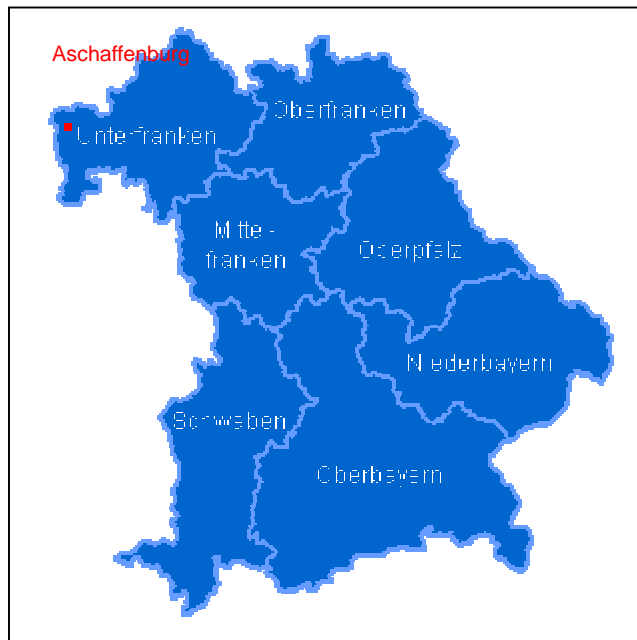 Aschaffenburg
Oberfranken
Unterfranken
Mittel-
franken
Oberpfalz
Niederbayern
Schwaben
Oberbayern